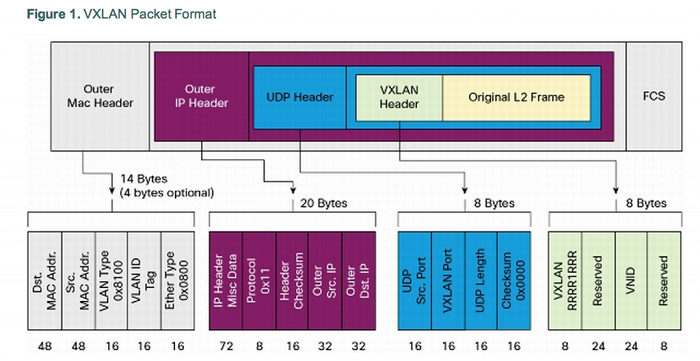 Figure 1. VXLAN Packet Format
Outer
Mac Header
Outer
IP Header
UDP Header
VXLAN
Header
Original L2 Frame
FCS
14 Bytes
(4 bytes optional)
20 Bytes
8 Bytes
8 Bytes
Dst.
MAC Addr.
Src.
MAC Addr.
VLAN Type
0x8100
VLAN ID
Tag
Ether Type
0x0800
IP Header
Misc Data
Protocol
0x11
Header
Checksum
Outer
Src. IP
Outer
Dst. IP
UDP
Src. Port
VXLAN Port
UDP Length
Checksum
0x0000
VXLAN
RRRR1RRR
Reserved
VNID
Reserved
48 48 16 16 16 72 8 16 32 32 16 16 16 16 8 24 24 8